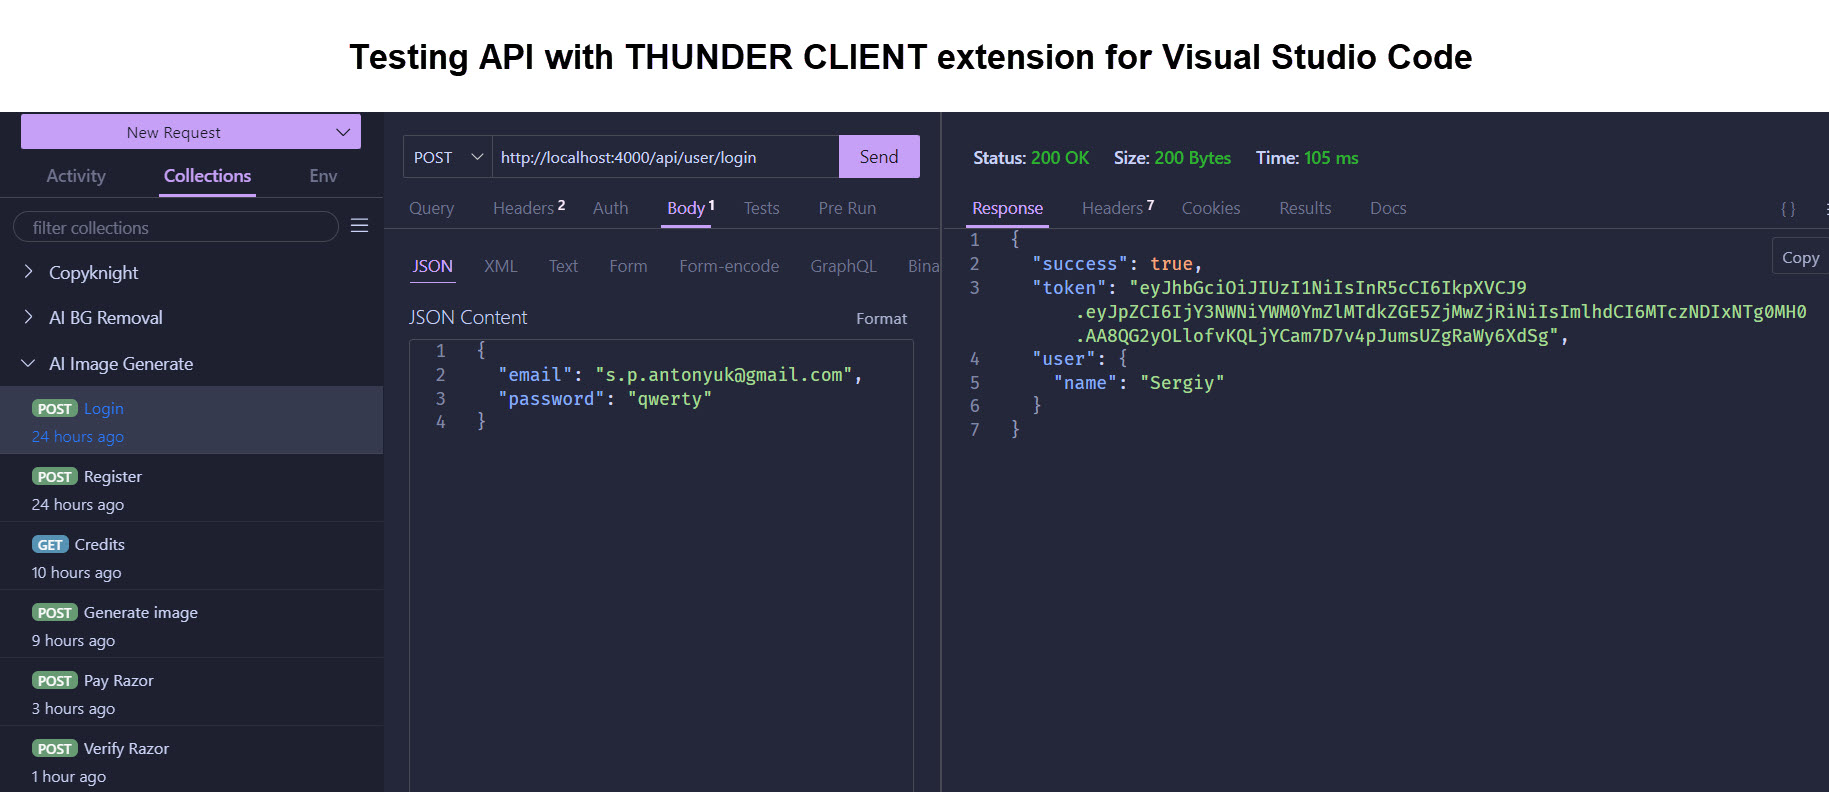 Testing API with THUNDER CLIENT extension for Visual Studio Code
New Request
Activity Collections Env
filter collections
Copyknight
AI BG Removal
AI Image Generate
POST Login
24 hours ago
POST Register
24 hours ago
GET Credits
10 hours ago
POST Generate image
9 hours ago
POST Pay Razor
3 hours ago
POST Verify Razor
1 hour ago
POST http://localhost:4000/api/user/login Send
Query Headers 2 Auth Body 1 Tests Pre Run
JSON XML Text Form Form-encode GraphQL Bina
JSON Content Format
1 {
2 "email": "s.p.antonyuk@gmail.com",
3 "password": "qwerty"
4 }
Status: 200 OK Size: 200 Bytes Time: 105 ms
Response Headers 7 Cookies Results Docs { }
Copy
1 {
2 "success": true,
3 "token": "eyJhbGciOiJIUzI1NiIsInR5cCI6IkpXVCJ9
.eyJpZCI6IjY3NWNiYWM0YmZlMTdkZGE5ZjMwZjRiNiIsImlhdCI6MTczNDIxNTg0MH0
.AA8QG2yOLlofvKQLjYCam7D7v4pJumsUZgRaWy6XdSg",
4 "user": {
5 "name": "Sergiy"
6 }
7 }